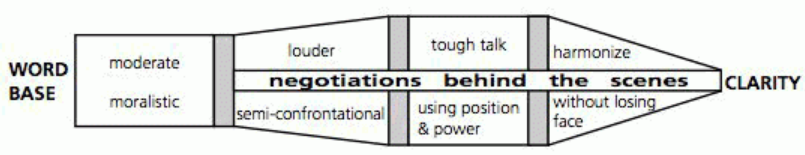 WORD
BASE
moderate
moralistic
louder
semi-confrontational
tough talk
using position
& power
harmonize
without losing
face
negotiations behind the scenes
CLARITY